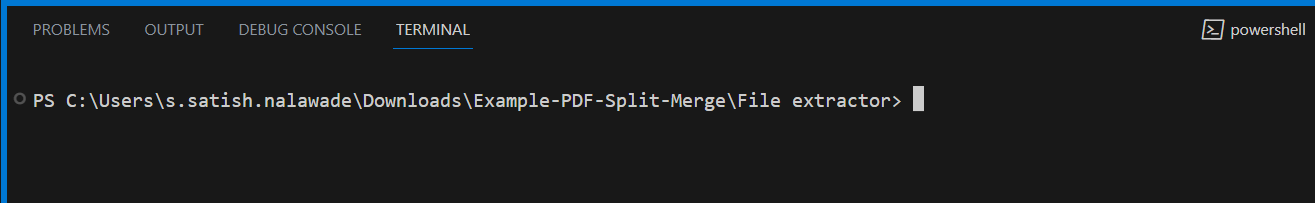 PROBLEMS OUTPUT DEBUG CONSOLE TERMINAL powershell
PS C:\Users\s.satish.nalawade\Downloads\Example-PDF-Split-Merge\File extractor>